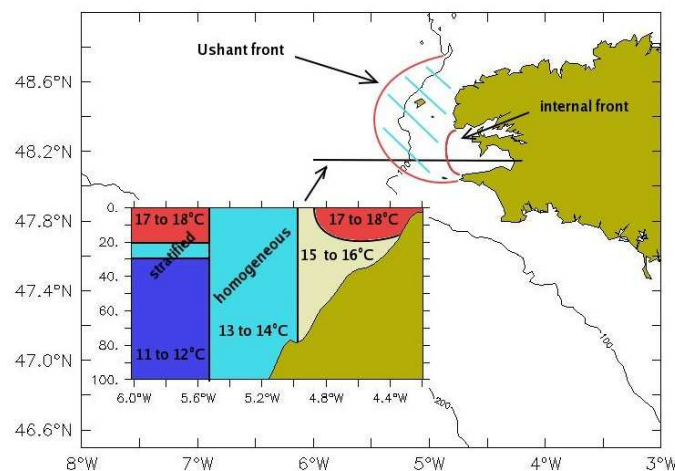 Ushant front
48.6°N
internal front
48.2°N
100
47.8°N
0.
17 to 18°C
17 to 18°C
20.
stratified
homogeneous
15 to 16°C
40.
47.4°N
60.
13 to 14°C
80.
11 to 12°C
47.0°N
100
100.
6.0°W 5.6°W 5.2°W 4.8°W 4.4°W
200
46.6°N
8°W 7°W 6°W 5°W 4°W 3°W